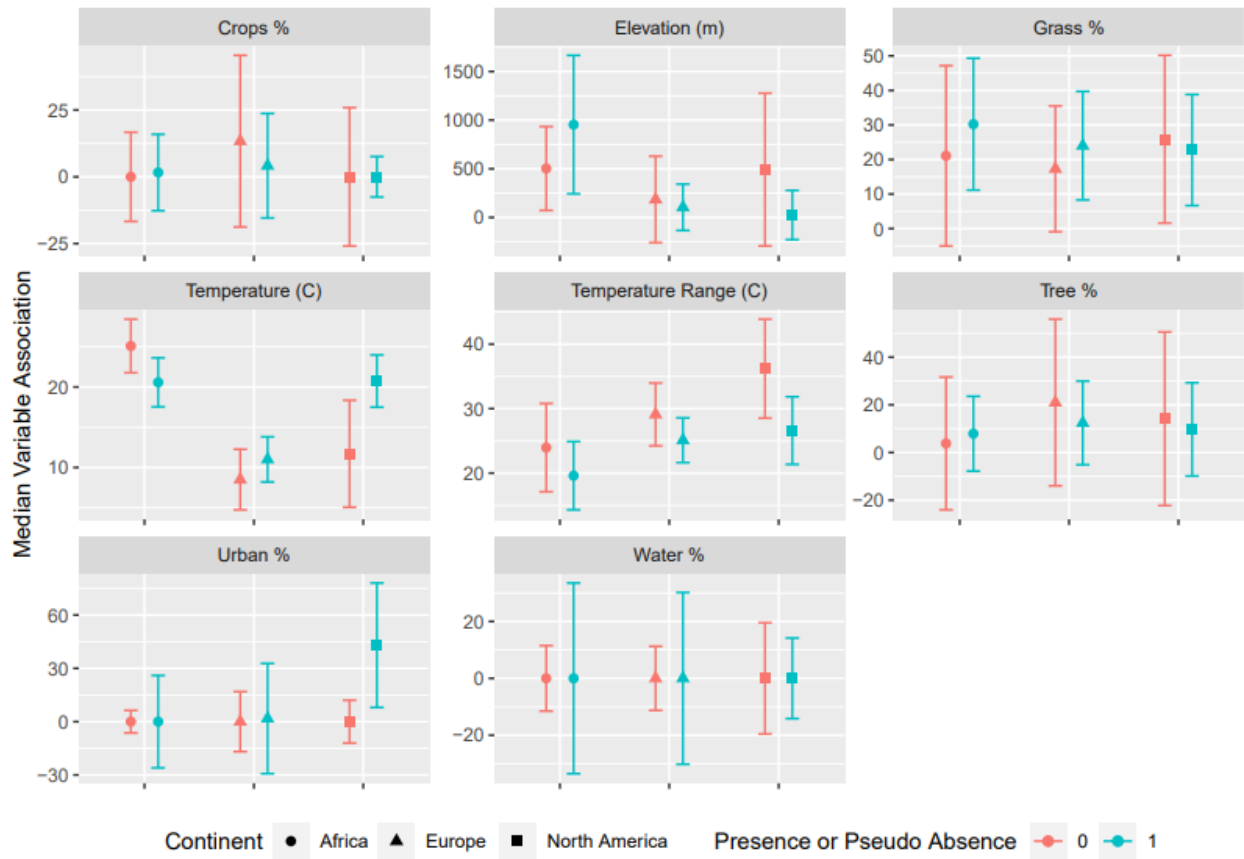 Crops %
Elevation (m)
Grass %
25
0
−25
1500
1000
500
0
50
40
30
20
10
0
Median Variable Association
Temperature (C)
Temperature Range (C)
Tree %
20
10
40
30
20
40
20
0
−20
Urban %
Water %
60
30
0
−30
20
0
−20
Continent Africa Europe North America Presence or Pseudo Absence 0 1